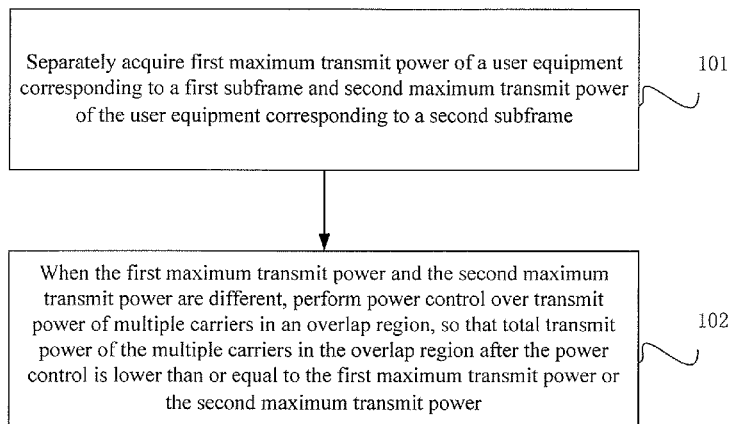 Separately acquire first maximum transmit power of a user equipment
corresponding to a first subframe and second maximum transmit power
of the user equipment corresponding to a second subframe
101
When the first maximum transmit power and the second maximum
transmit power are different, perform power control over transmit
power of multiple carriers in an overlap region, so that total transmit
power of the multiple carriers in the overlap region after the power
control is lower than or equal to the first maximum transmit power or
the second maximum transmit power
102